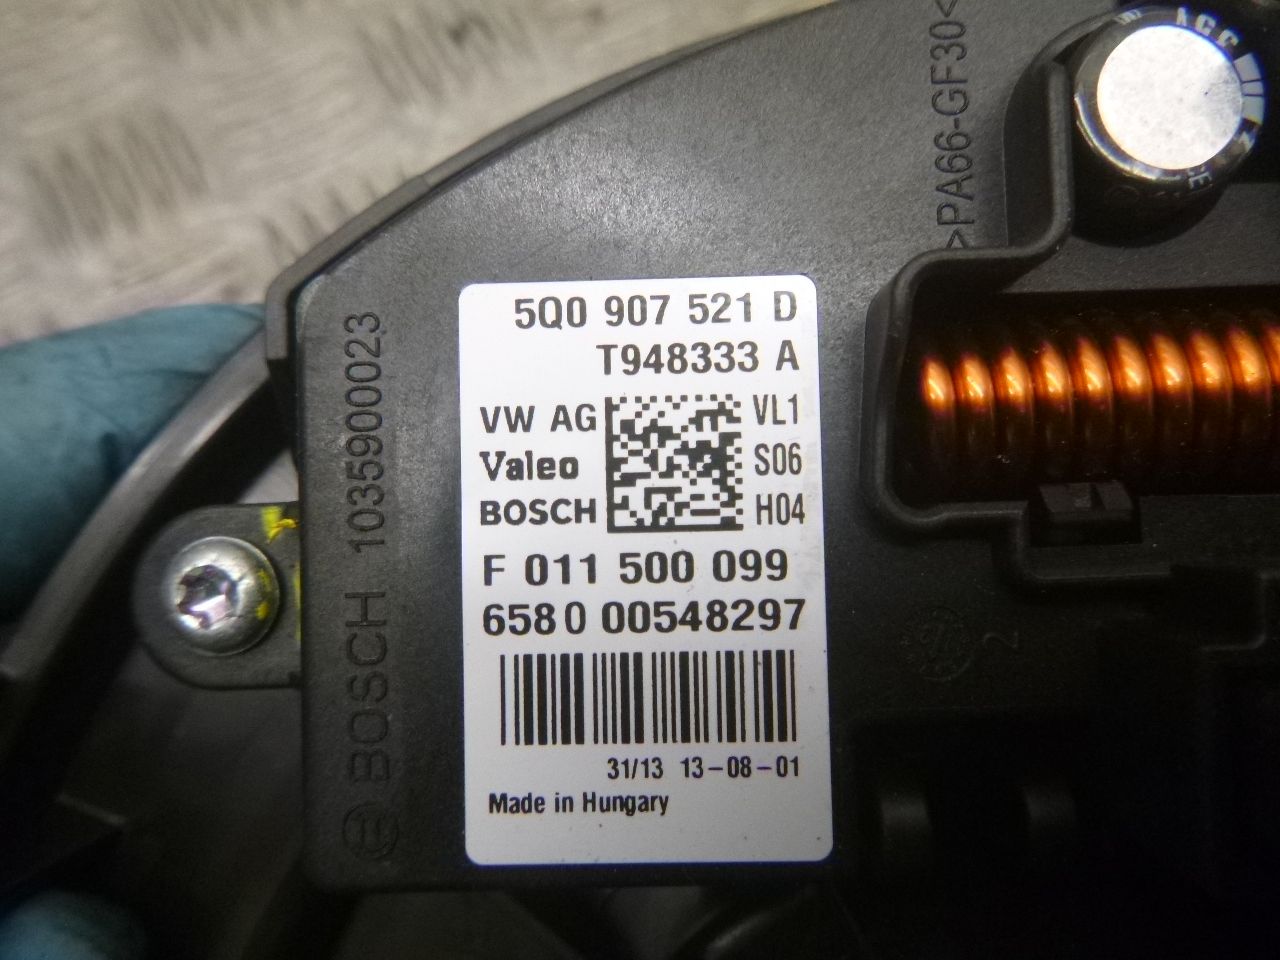 5Q0 907 521 D
T948333 A
VW AG
VL1
Valeo
S06
BOSCH
H04
F 011 500 099
658 0 00548297
31/13 13-08-01
Made in Hungary
BOSCH 1035900023
>PA66-GF30<
2